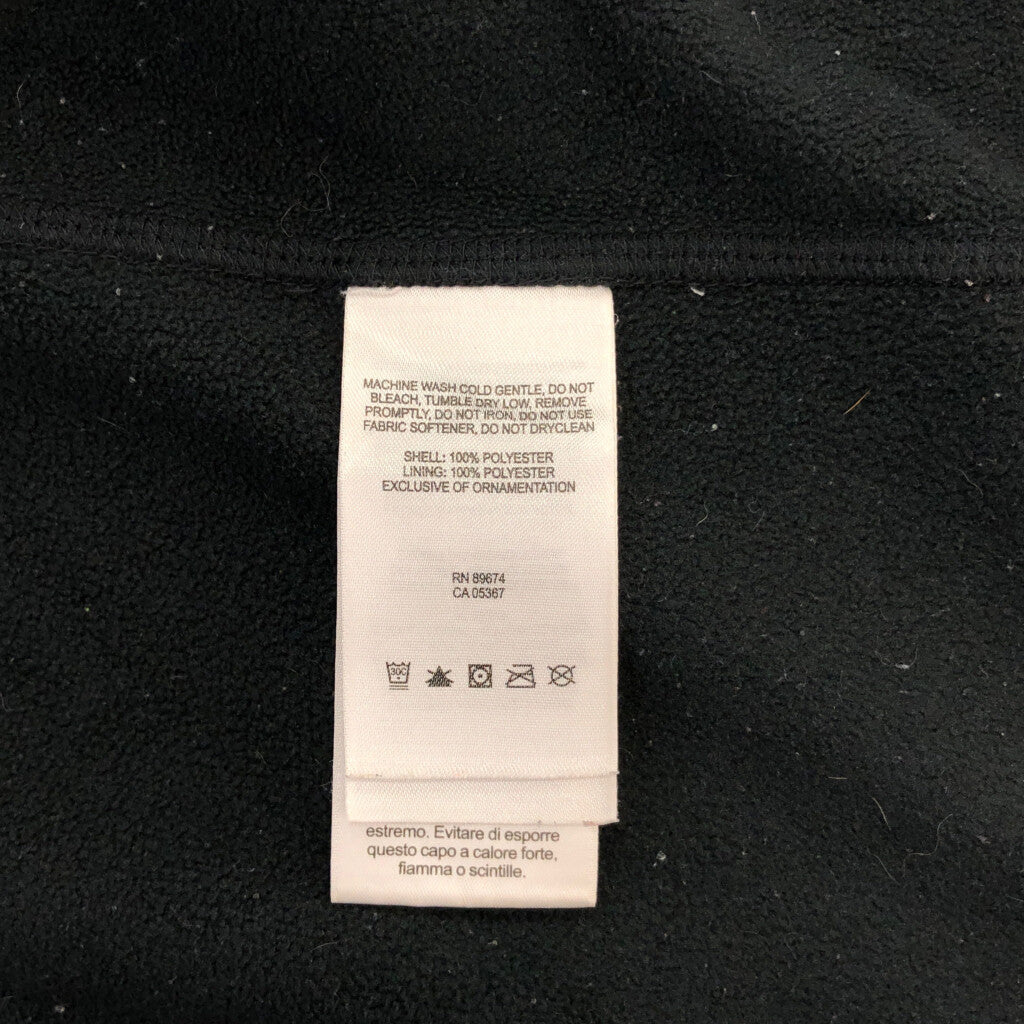 MACHINE WASH COLD GENTLE, DO NOT
BLEACH, TUMBLE DRY LOW, REMOVE
PROMPTLY, DO NOT IRON, DO NOT USE
FABRIC SOFTENER, DO NOT DRYCLEAN
SHELL: 100% POLYESTER
LINING: 100% POLYESTER
EXCLUSIVE OF ORNAMENTATION
RN 89674
CA 05367
30C
estremo. Evitare di esporre
questo capo a calore forte,
fiamma o scintille.